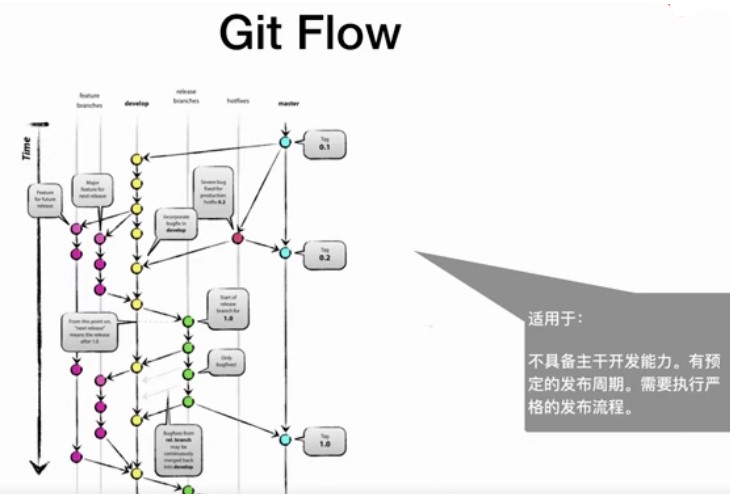 Git Flow
feature
branches
develop
release
branches
hotfixes
master
Time
Tag
0.1
Feature
for future
release
Major
feature for
next release
Severe bug
fixed for
production:
hotfix 0.2
Incorporate
bugfix in
develop
Tag
0.2
Start of
release
branch for
1.0
From this point on,
"next release"
means the release
after 1.0
Only
bugfixes!
Tag
1.0
Bugfixes from
rel. branch
may be
continuously
merged back
into develop
适用于：
不具备主干开发能力。有预
定的发布周期。需要执行严
格的发布流程。